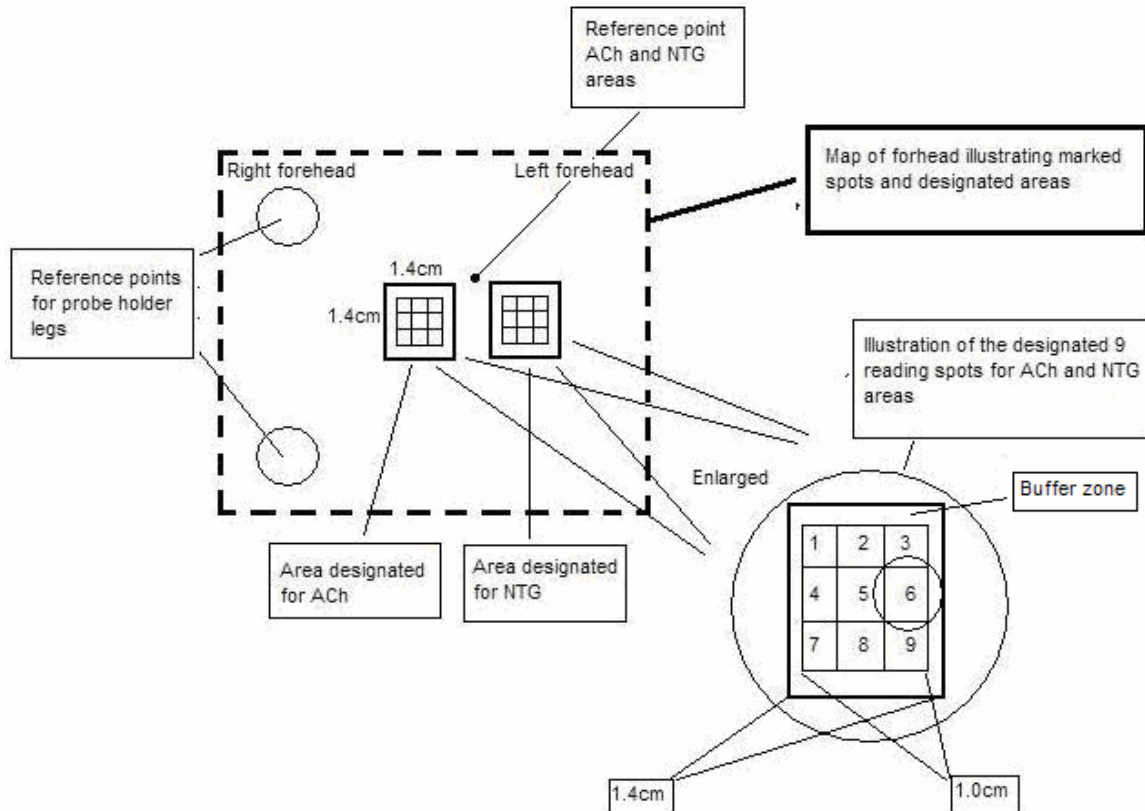 Reference point
ACh and NTG
areas
Right forehead
Left forehead
Map of forhead illustrating marked
spots and designated areas
Reference points
for probe holder
legs
1.4cm
1.4cm
Illustration of the designated 9
reading spots for ACh and NTG
areas
Enlarged
Buffer zone
Area designated
for ACh
Area designated
for NTG
1 2 3
4 5 6
7 8 9
1.4cm
1.0cm